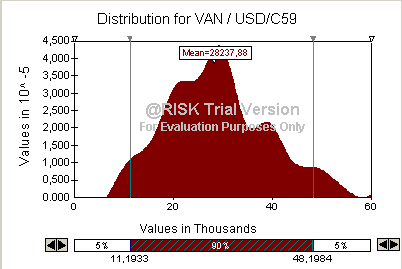 Distribution for VAN / USD/C59
Mean=28237,88
4,500
4,000
3,500
3,000
2,500
2,000
1,500
1,000
0,500
0,000
Values in 10^ -5
@RISK Trial Version
For Evaluation Purposes Only
0 20 40 60
Values in Thousands
5% 90% 5%
11,1933 48,1984